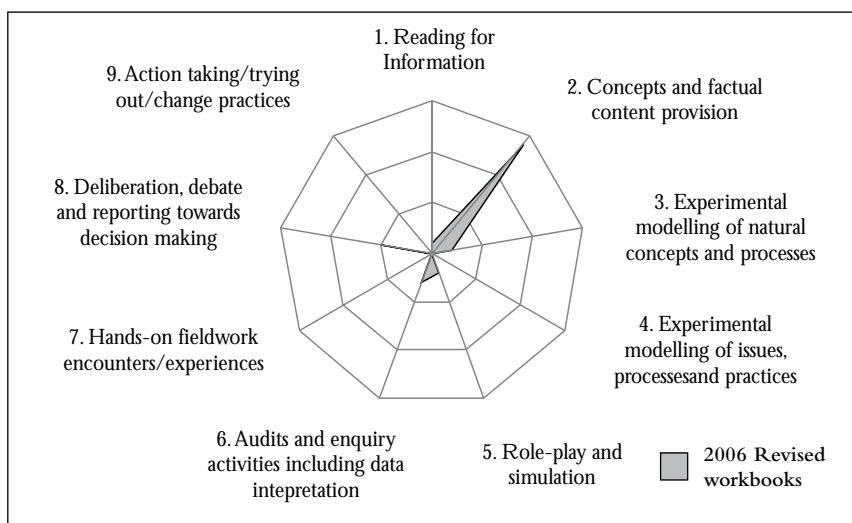 1. Reading for
Information
2. Concepts and factual
content provision
3. Experimental
modelling of natural
concepts and processes
4. Experimental
modelling of issues,
processesand practices
5. Role-play and
simulation
6. Audits and enquiry
activities including data
intepretation
7. Hands-on fieldwork
encounters/experiences
8. Deliberation, debate
and reporting towards
decision making
9. Action taking/trying
out/change practices
2006 Revised
workbooks